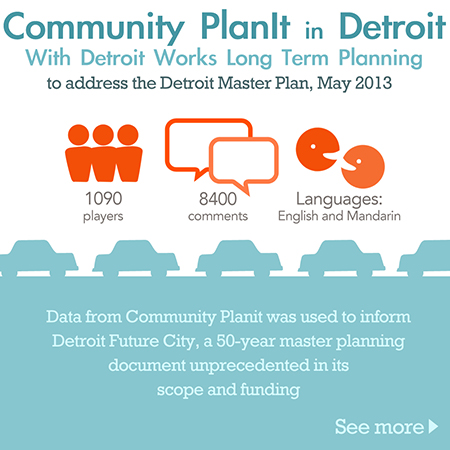 Community PlanIt in Detroit
With Detroit Works Long Term Planning
to address the Detroit Master Plan, May 2013
1090
players
8400
comments
Languages:
English and Mandarin
Data from Community Planit was used to inform
Detroit Future City, a 50-year master planning
document unprecedented in its
scope and funding
See more